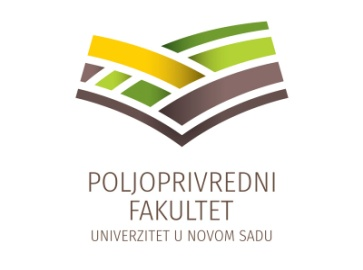 POLJOPRIVREDNI
FAKULTET
UNIVERZITET U NOVOM SADU